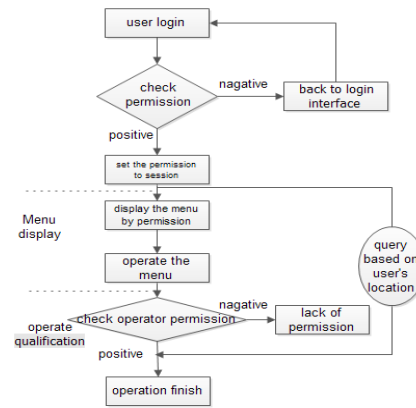 user login
check
permission
nagative
back to login
interface
positive
set the permission
to session
Menu
display
display the menu
by permission
operate the
menu
query
based on
user's
location
nagative
check operator permission
lack of
permission
operate
qualification
positive
operation finish